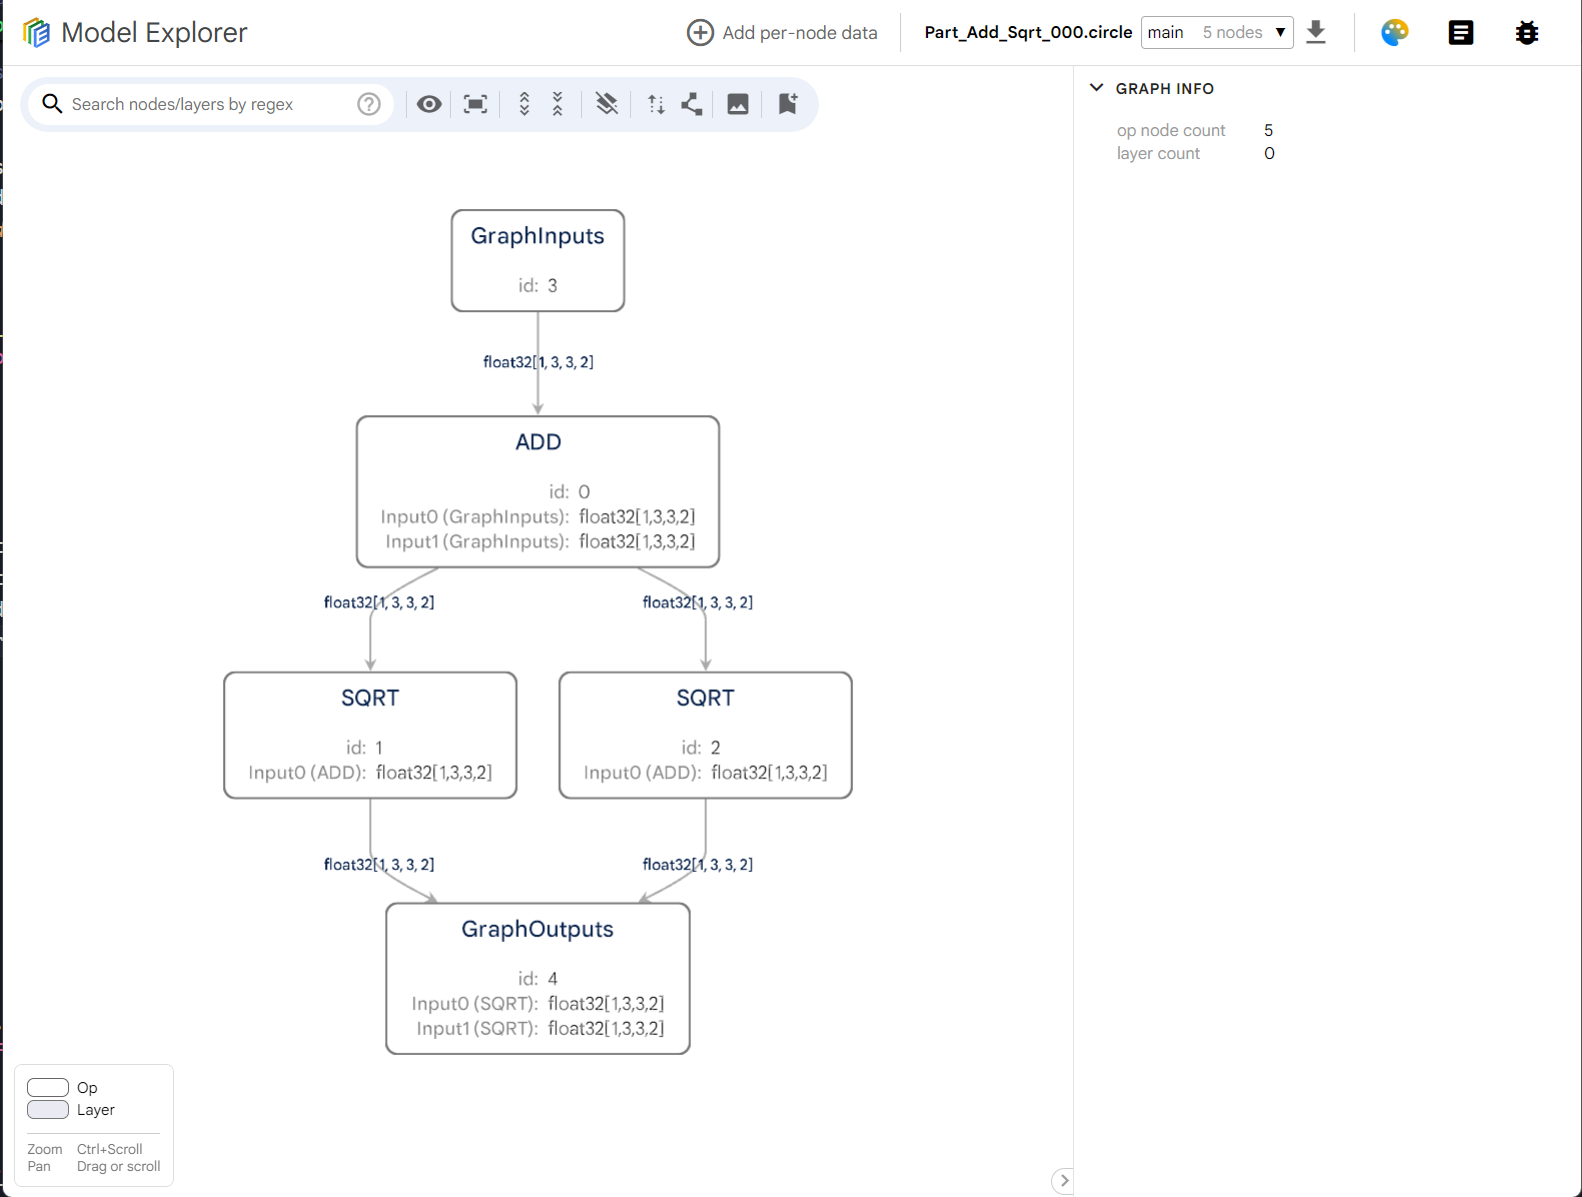 Model Explorer
Add per-node data
Part_Add_Sqrt_000.circle
main 5 nodes ▼
Search nodes/layers by regex
?
GRAPH INFO
op node count 5
layer count 0
GraphInputs
id: 3
float32[1, 3, 3, 2]
ADD
id: 0
Input0 (GraphInputs): float32[1,3,3,2]
Input1 (GraphInputs): float32[1,3,3,2]
float32[1, 3, 3, 2] float32[1, 3, 3, 2]
SQRT
id: 1
Input0 (ADD): float32[1,3,3,2]
SQRT
id: 2
Input0 (ADD): float32[1,3,3,2]
float32[1, 3, 3, 2] float32[1, 3, 3, 2]
GraphOutputs
id: 4
Input0 (SQRT): float32[1,3,3,2]
Input1 (SQRT): float32[1,3,3,2]
Op
Layer
Zoom Ctrl+Scroll
Pan Drag or scroll